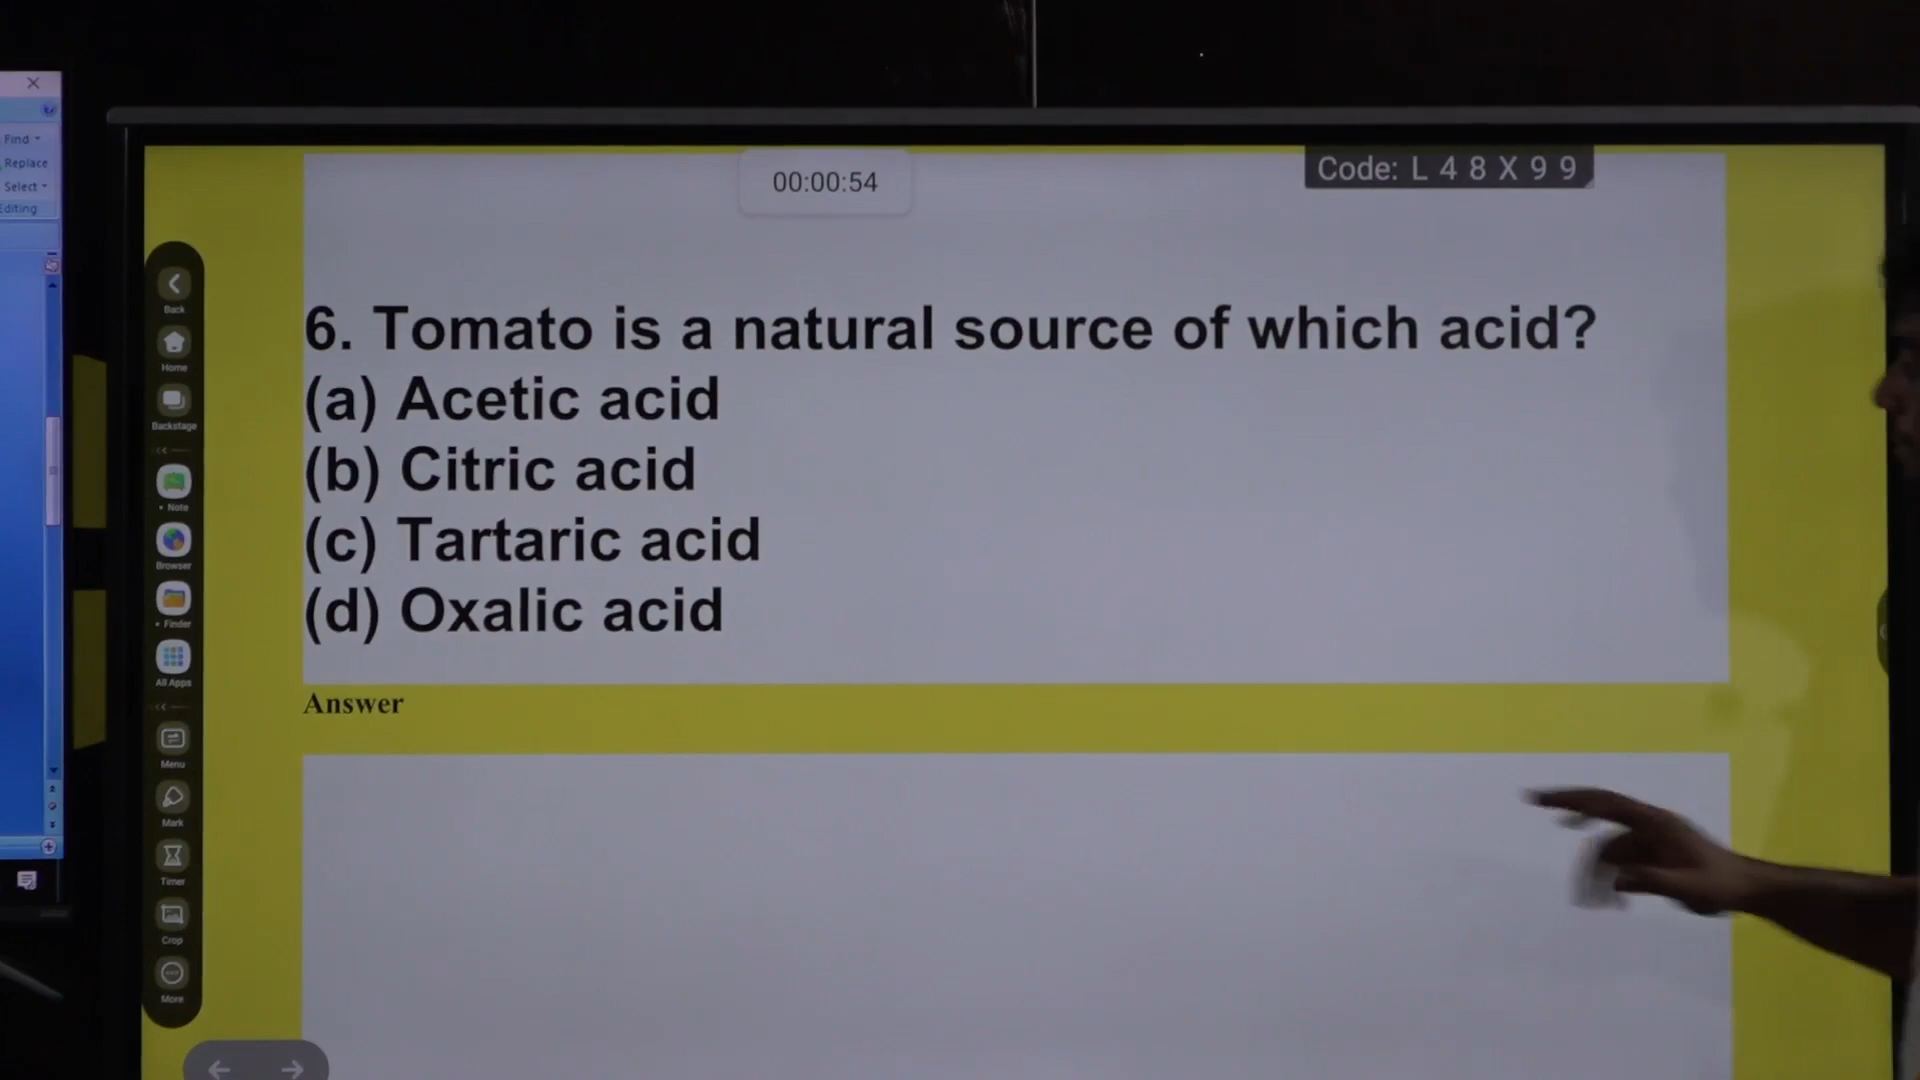 Find
Replace
Select
Editing
00:00:54
Code: L 4 8 X 9 9
6. Tomato is a natural source of which acid?
(a) Acetic acid
(b) Citric acid
(c) Tartaric acid
(d) Oxalic acid
Answer
Back
Home
Backstage
Note
Browser
Finder
All Apps
Menu
Mark
Timer
Crop
More